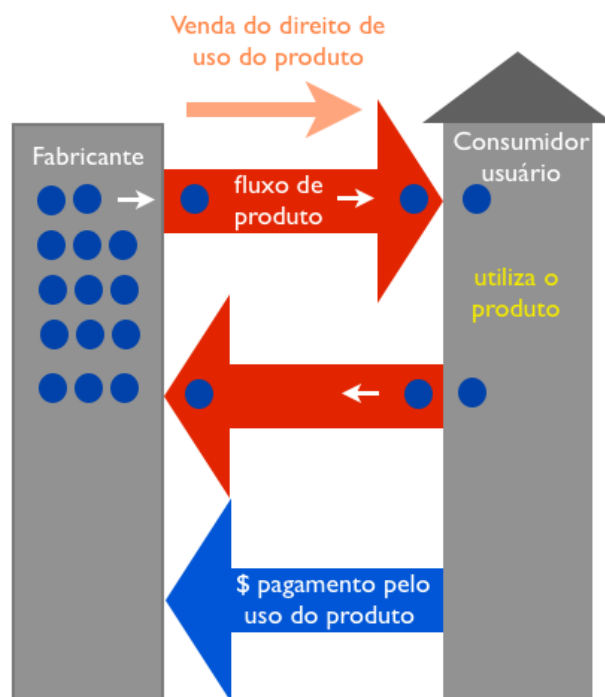 Venda do direito de
uso do produto
Fabricante
fluxo de
produto
Consumidor
usuário
utiliza o
produto
$ pagamento pelo
uso do produto